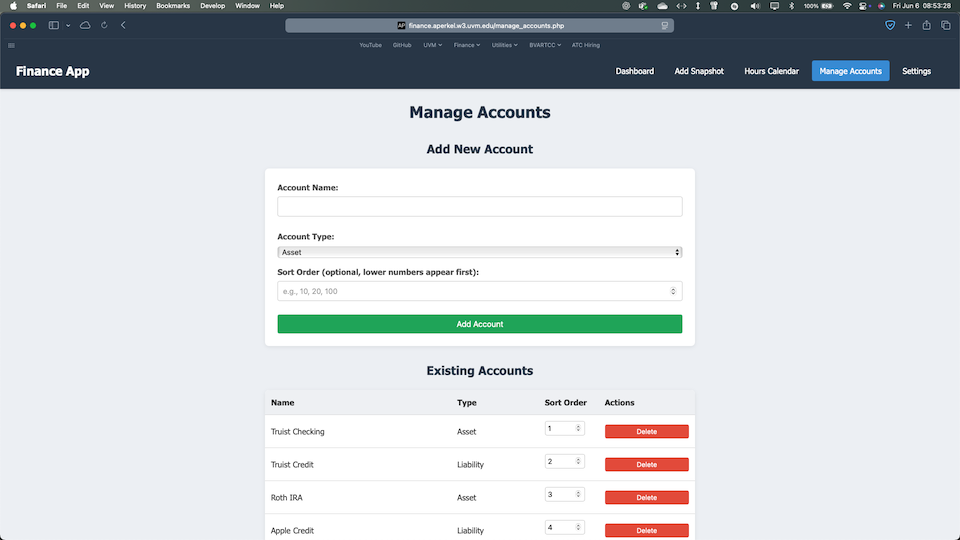 Safari File Edit View History Bookmarks Develop Window Help 100% Fri Jun 6 08:53:28
AP finance.aperkel.w3.uvm.edu/manage_accounts.php
YouTube GitHub UVM Finance Utilities BVARTCC ATC Hiring
Finance App Dashboard Add Snapshot Hours Calendar Manage Accounts Settings
Manage Accounts
Add New Account
Account Name:
Account Type:
Asset
Sort Order (optional, lower numbers appear first):
e.g., 10, 20, 100
Add Account
Existing Accounts
Name Type Sort Order Actions
Truist Checking Asset 1 Delete
Truist Credit Liability 2 Delete
Roth IRA Asset 3 Delete
Apple Credit Liability 4 Delete